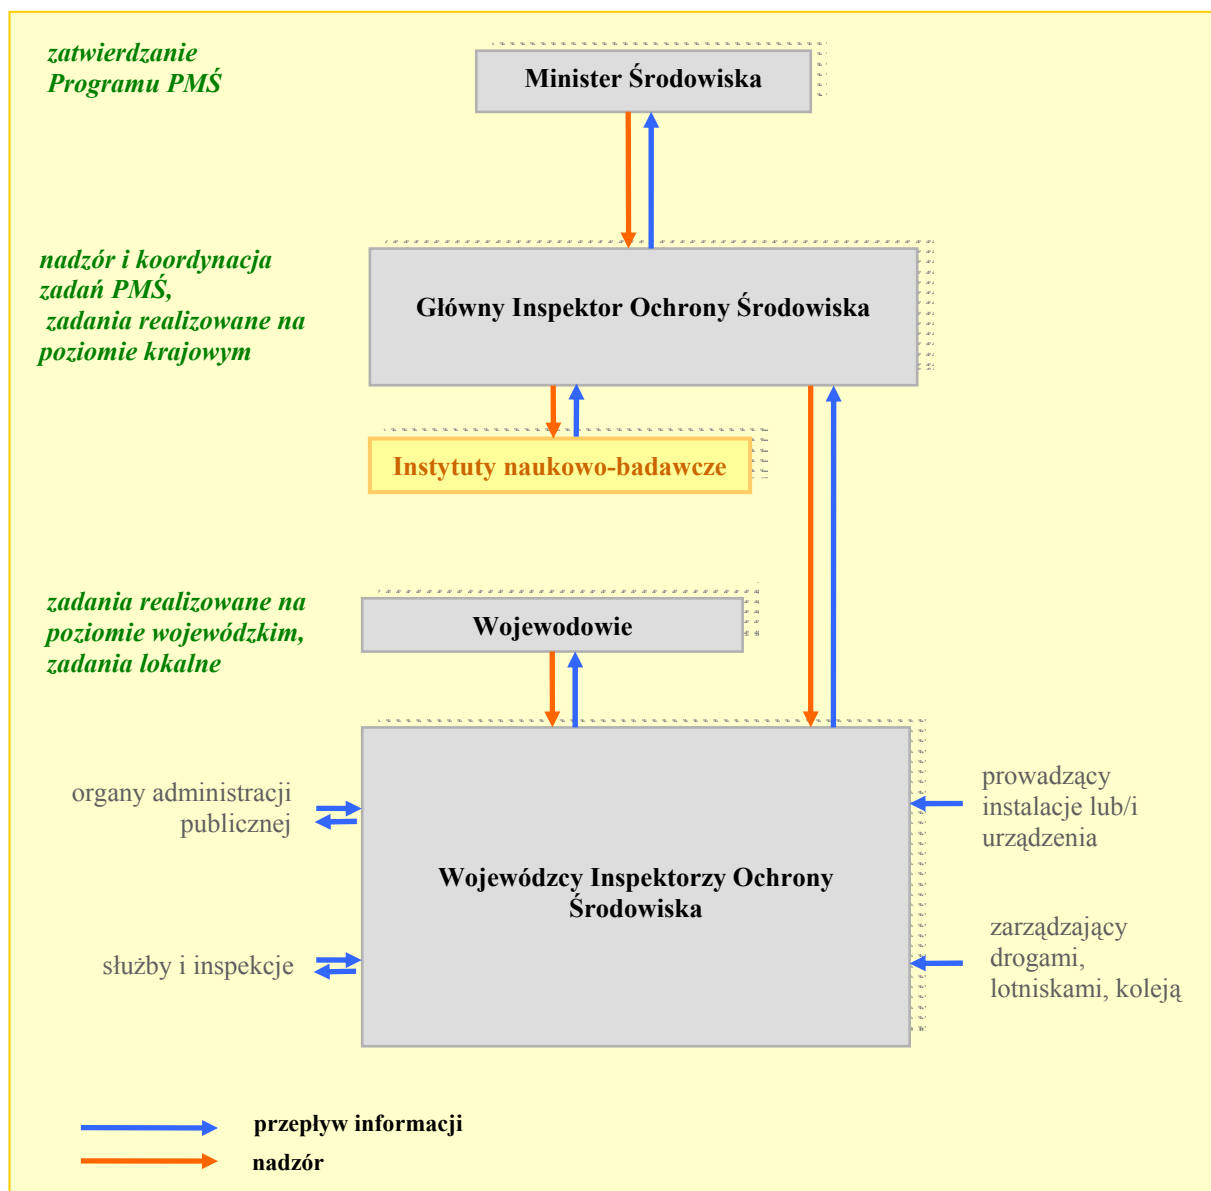 zatwierdzanie
Programu PMŚ
Minister Środowiska
nadzór i koordynacja
zadań PMŚ,
zadania realizowane na
poziomie krajowym
Główny Inspektor Ochrony Środowiska
Instytuty naukowo-badawcze
zadania realizowane na
poziomie wojewódzkim,
zadania lokalne
Wojewodowie
organy administracji
publicznej
prowadzący
instalacje lub/i
urządzenia
Wojewódzcy Inspektorzy Ochrony
Środowiska
służby i inspekcje
zarządzający
drogami,
lotniskami, koleją
przepływ informacji
nadzór